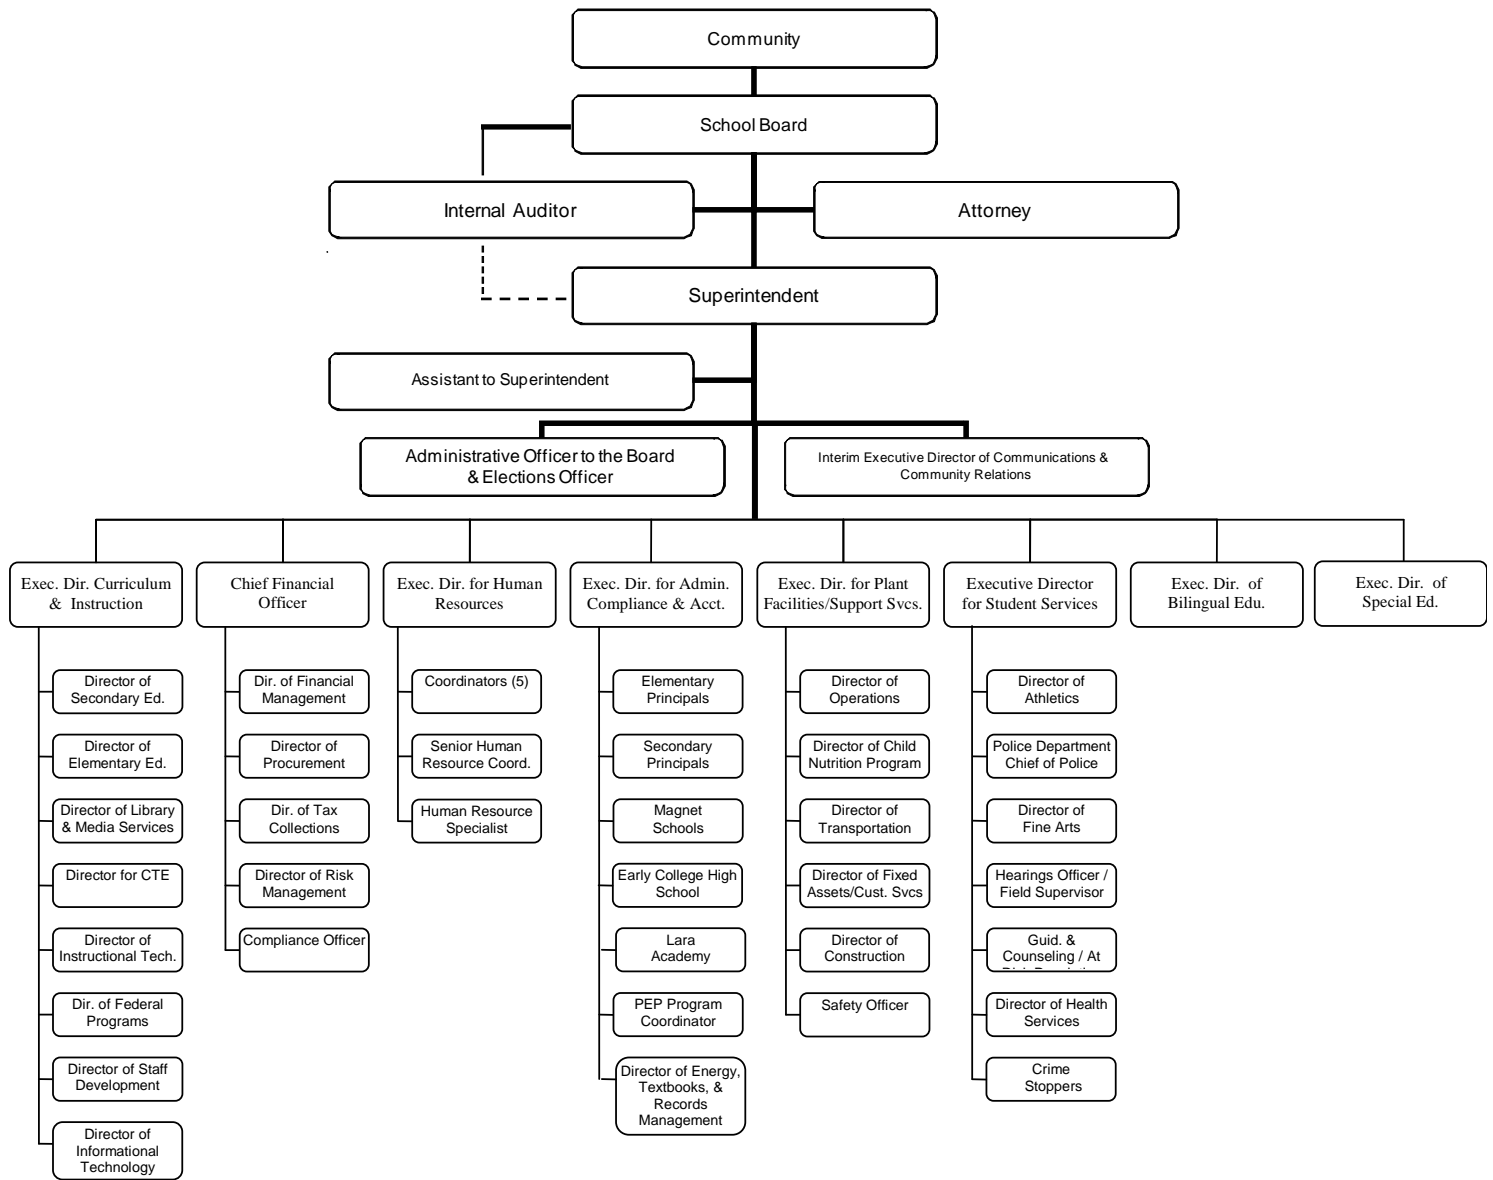 Community
School Board
Internal Auditor
Attorney
Superintendent
Assistant to Superintendent
Administrative Officer to the Board
& Elections Officer
Interim Executive Director of Communications &
Community Relations
Exec. Dir. Curriculum
& Instruction
Chief Financial
Officer
Exec. Dir. for Human
Resources
Exec. Dir. for Admin.
Compliance & Acct.
Exec. Dir. for Plant
Facilities/Support Svcs.
Executive Director
for Student Services
Exec. Dir. of
Bilingual Edu.
Exec. Dir. of
Special Ed.
Director of
Secondary Ed.
Director of
Elementary Ed.
Director of Library
& Media Services
Director for CTE
Director of
Instructional Tech.
Dir. of Federal
Programs
Director of Staff
Development
Director of
Informational
Technology
Dir. of Financial
Management
Director of
Procurement
Dir. of Tax
Collections
Director of Risk
Management
Compliance Officer
Coordinators (5)
Senior Human
Resource Coord.
Human Resource
Specialist
Elementary
Principals
Secondary
Principals
Magnet
Schools
Early College High
School
Lara
Academy
PEP Program
Coordinator
Director of Energy,
Textbooks, &
Records
Management
Director of
Operations
Director of Child
Nutrition Program
Director of
Transportation
Director of Fixed
Assets/Cust. Svcs
Director of
Construction
Safety Officer
Director of
Athletics
Police Department
Chief of Police
Director of
Fine Arts
Hearings Officer /
Field Supervisor
Guid. &
Counseling / At
Director of Health
Services
Crime
Stoppers